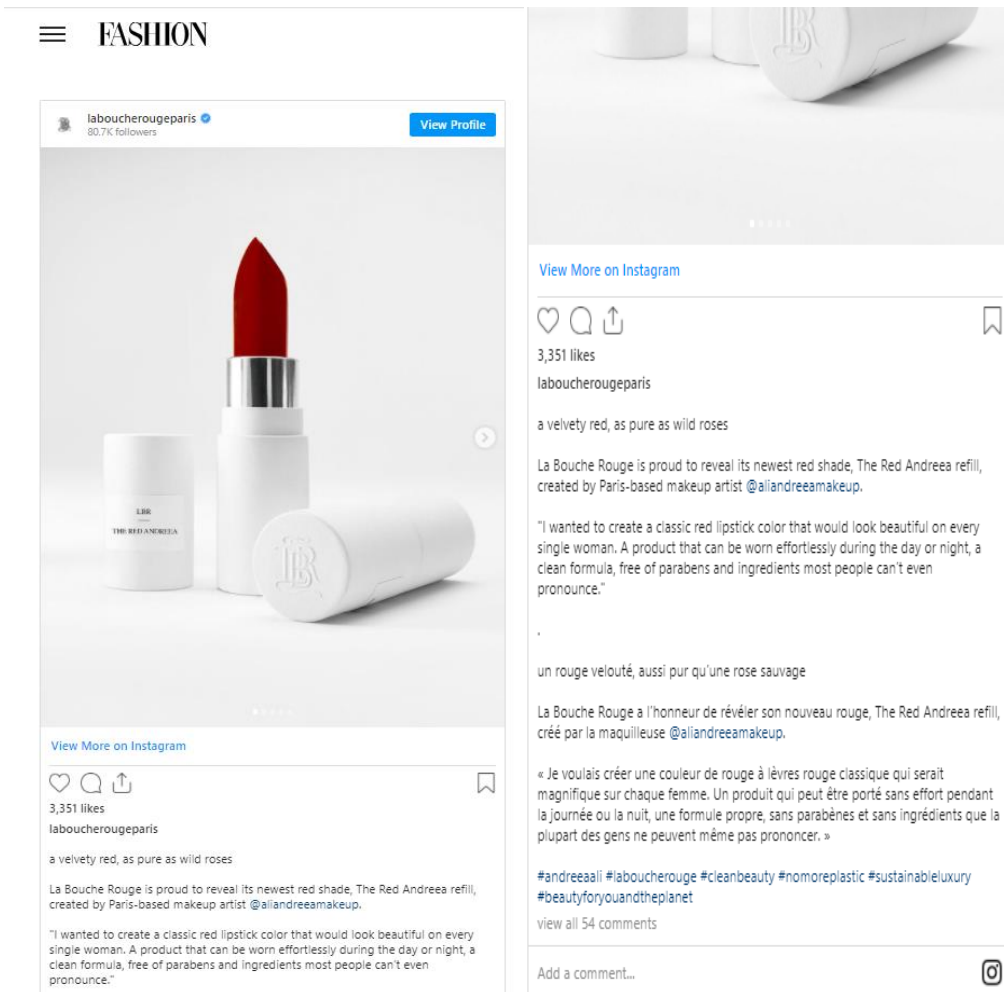 FASHION
laboucherougeparis
80.7K followers
View Profile
LBR
THE RED ANDREEA
LBR
View More on Instagram
3,351 likes
laboucherougeparis
a velvety red, as pure as wild roses
La Bouche Rouge is proud to reveal its newest red shade, The Red Andreea refill,
created by Paris-based makeup artist @aliandreeamakeup.
"I wanted to create a classic red lipstick color that would look beautiful on every
single woman. A product that can be worn effortlessly during the day or night, a
clean formula, free of parabens and ingredients most people can't even
pronounce."
LBR
View More on Instagram
3,351 likes
laboucherougeparis
a velvety red, as pure as wild roses
La Bouche Rouge is proud to reveal its newest red shade, The Red Andreea refill,
created by Paris-based makeup artist @aliandreeamakeup.
"I wanted to create a classic red lipstick color that would look beautiful on every
single woman. A product that can be worn effortlessly during the day or night, a
clean formula, free of parabens and ingredients most people can't even
pronounce."
.
un rouge velouté, aussi pur qu'une rose sauvage
La Bouche Rouge a l'honneur de révéler son nouveau rouge, The Red Andreea refill,
créé par la maquilleuse @aliandreeamakeup.
« Je voulais créer une couleur de rouge à lèvres rouge classique qui serait
magnifique sur chaque femme. Un produit qui peut être porté sans effort pendant
la journée ou la nuit, une formule propre, sans parabènes et sans ingrédients que la
plupart des gens ne peuvent même pas prononcer. »
#andreeaali #laboucherouge #cleanbeauty #nomoreplastic #sustainableluxury
#beautyforyouandtheplanet
view all 54 comments
Add a comment...